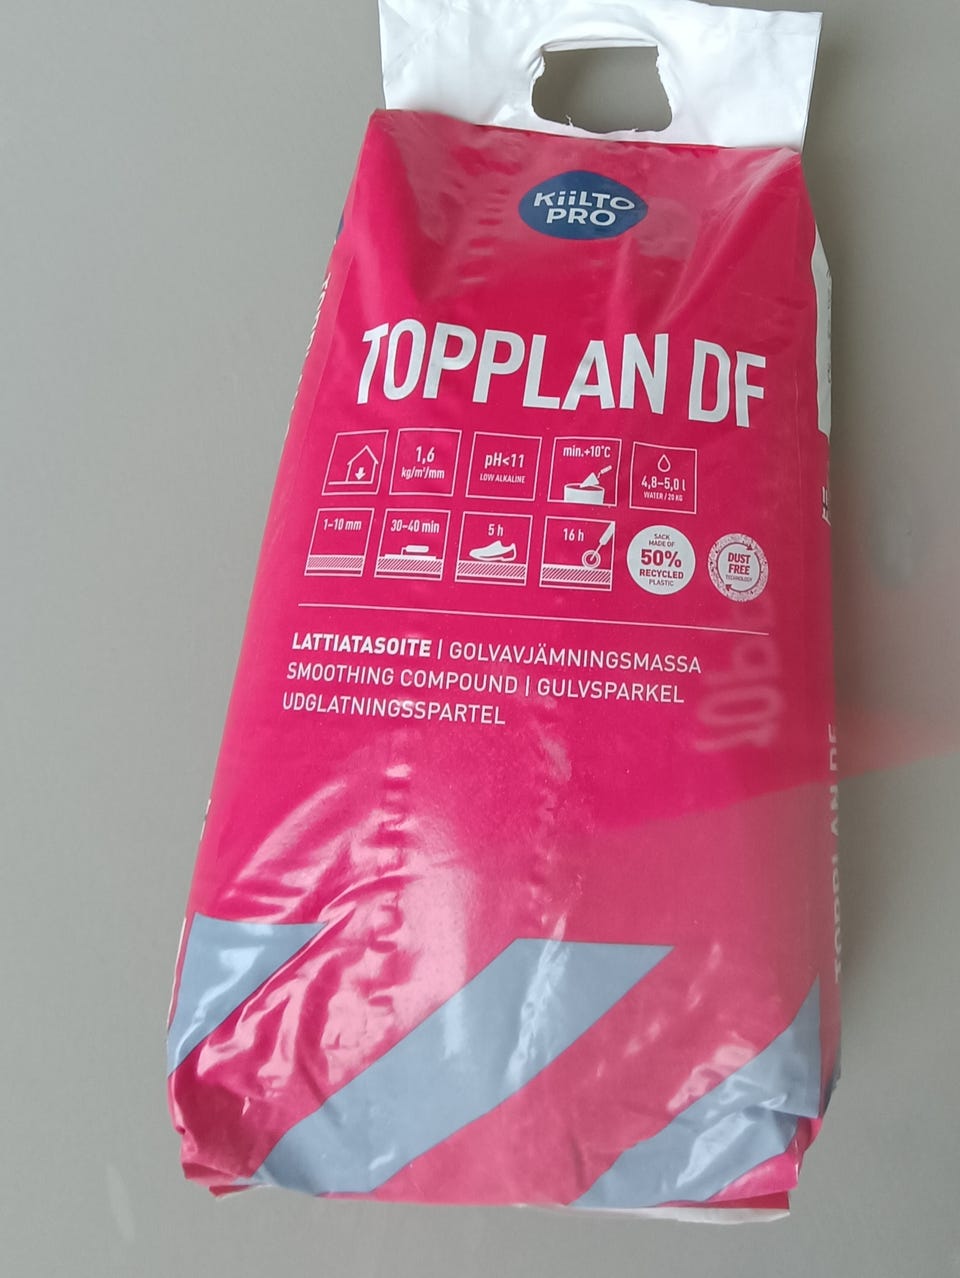 KiiLTO
PRO
TOPPLAN DF
1,6
kg/m²/mm
pH<11
LOW ALKALINE
min.+10°C
4,8–5,0 l
WATER / 20 KG
1–10 mm
30–40 min
5 h
16 h
SACK
MADE OF
50%
RECYCLED
PLASTIC
DUST
FREE
TECHNOLOGY
LATTIATASOITE | GOLVAVJÄMNINGSMASSA
SMOOTHING COMPOUND | GULVSPARKEL
UDGLATNINGSSPARTEL
TOPPLAN DF